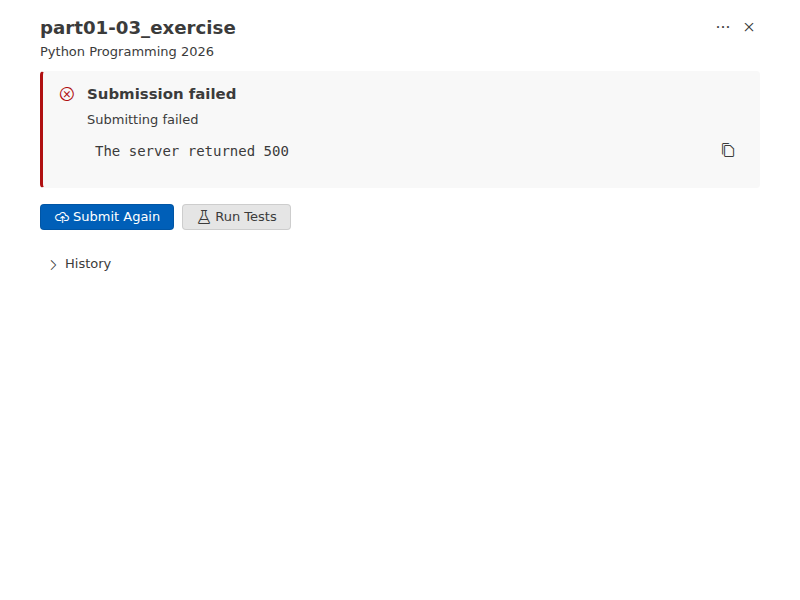 part01-03_exercise
Python Programming 2026
Submission failed
Submitting failed
The server returned 500
Submit Again
Run Tests
History